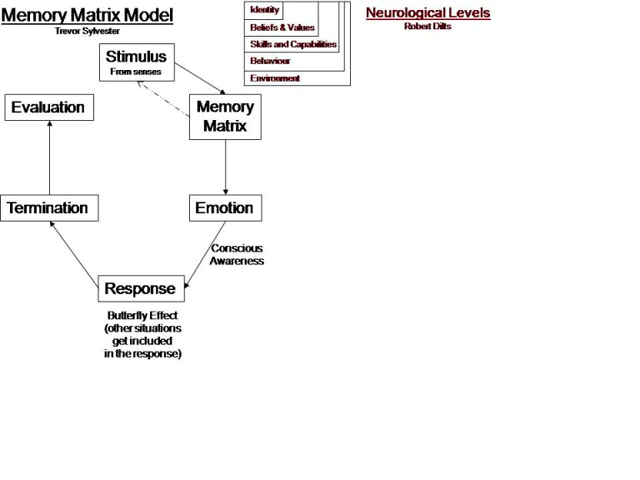 Memory Matrix Model
Trevor Sylvester
Identity
Beliefs & Values
Skills and Capabilities
Behaviour
Environment
Neurological Levels
Robert Dilts
Stimulus
From senses
Evaluation
Memory
Matrix
Termination
Emotion
Conscious
Awareness
Response
Butterfly Effect
(other situations
get included
in the response)